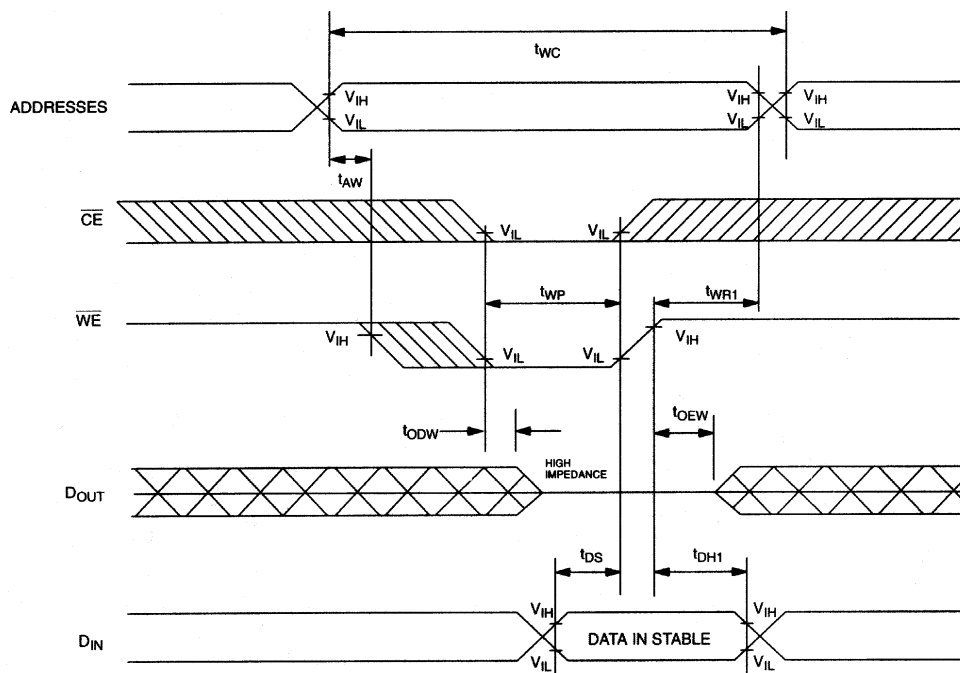 tWC
ADDRESSES
VIH
VIL
VIH
VIL
VIH
VIL
tAW
CE
VIL
VIL
tWP
tWR1
WE
VIH
VIL
VIL
VIH
tODW
tOEW
HIGH
IMPEDANCE
DOUT
tDS
tDH1
VIH
VIH
DIN
DATA IN STABLE
VIL
VIL